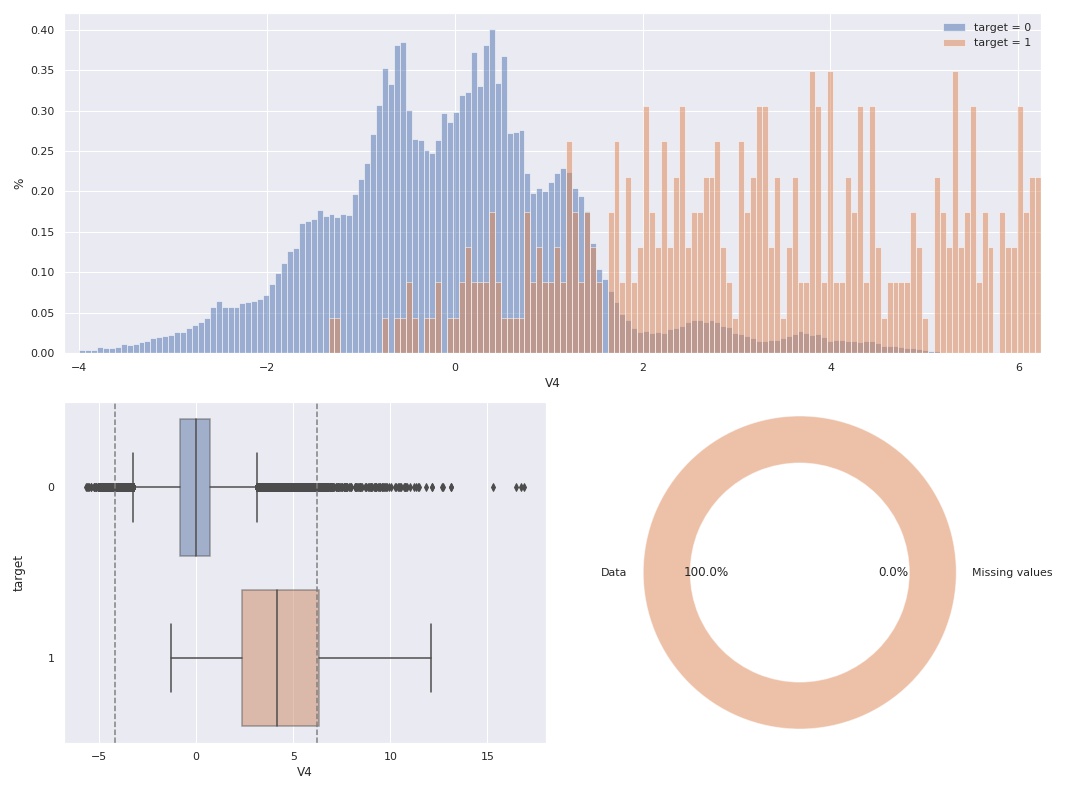 0.40
0.35
0.30
0.25
0.20
0.15
0.10
0.05
0.00
%
target = 0
target = 1
−4 −2 0 2 4 6
V4
0
1
target
−5 0 5 10 15
V4
Data 100.0% 0.0% Missing values